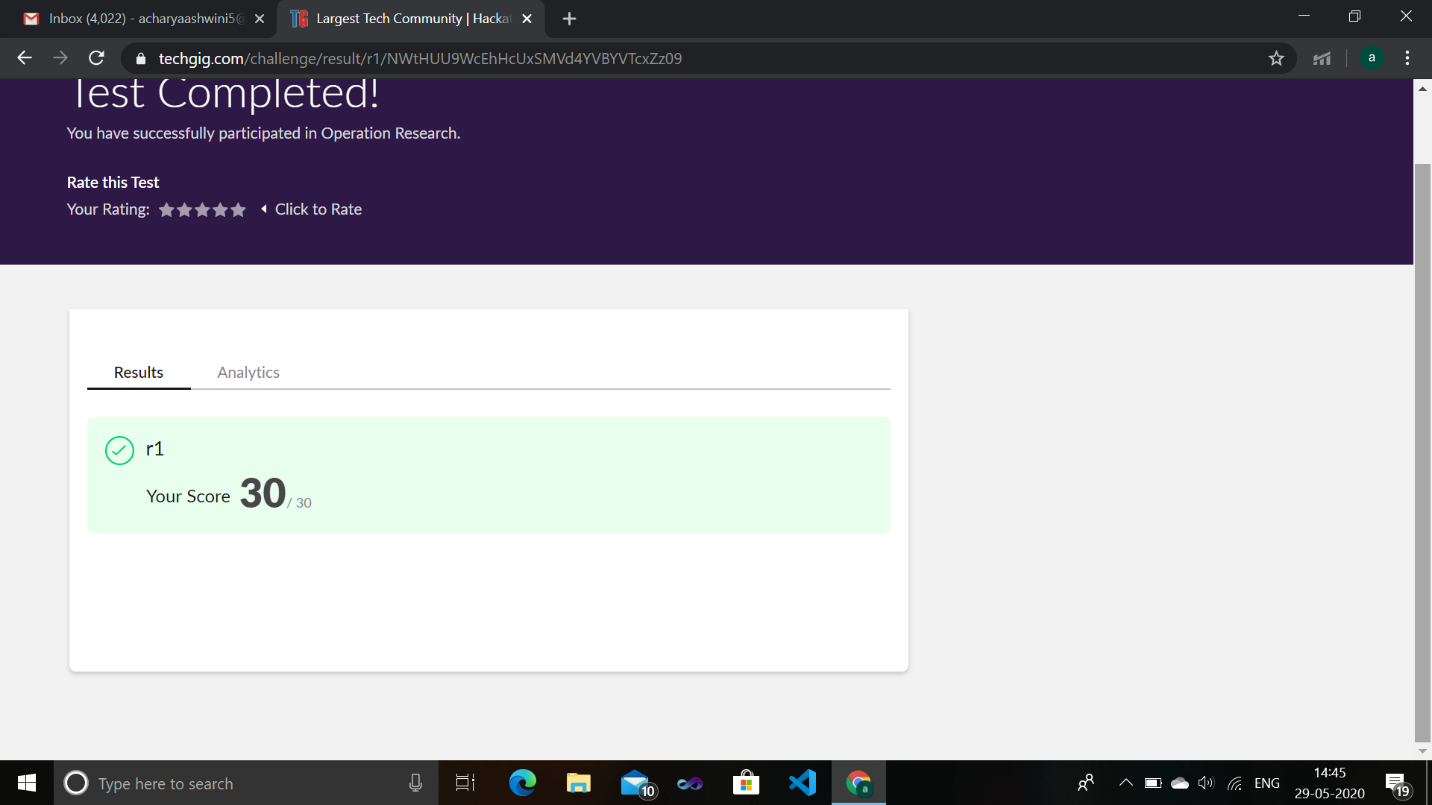 Inbox (4,022) - acharyaashwini5@
Largest Tech Community | Hackat
techgig.com/challenge/result/r1/NWtHUU9WcEhHcUxSMVd4YVBYVTcxZz09
a
Test Completed!
You have successfully participated in Operation Research.
Rate this Test
Your Rating: Click to Rate
Results Analytics
r1
Your Score 30 / 30
Type here to search
10
a
ENG
14:45
29-05-2020
19